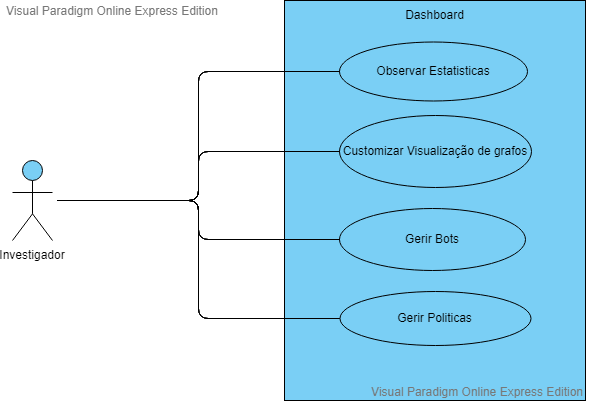 Visual Paradigm Online Express Edition
Dashboard
Observar Estatisticas
Customizar Visualização de grafos
Investigador
Gerir Bots
Gerir Politicas
Visual Paradigm Online Express Edition